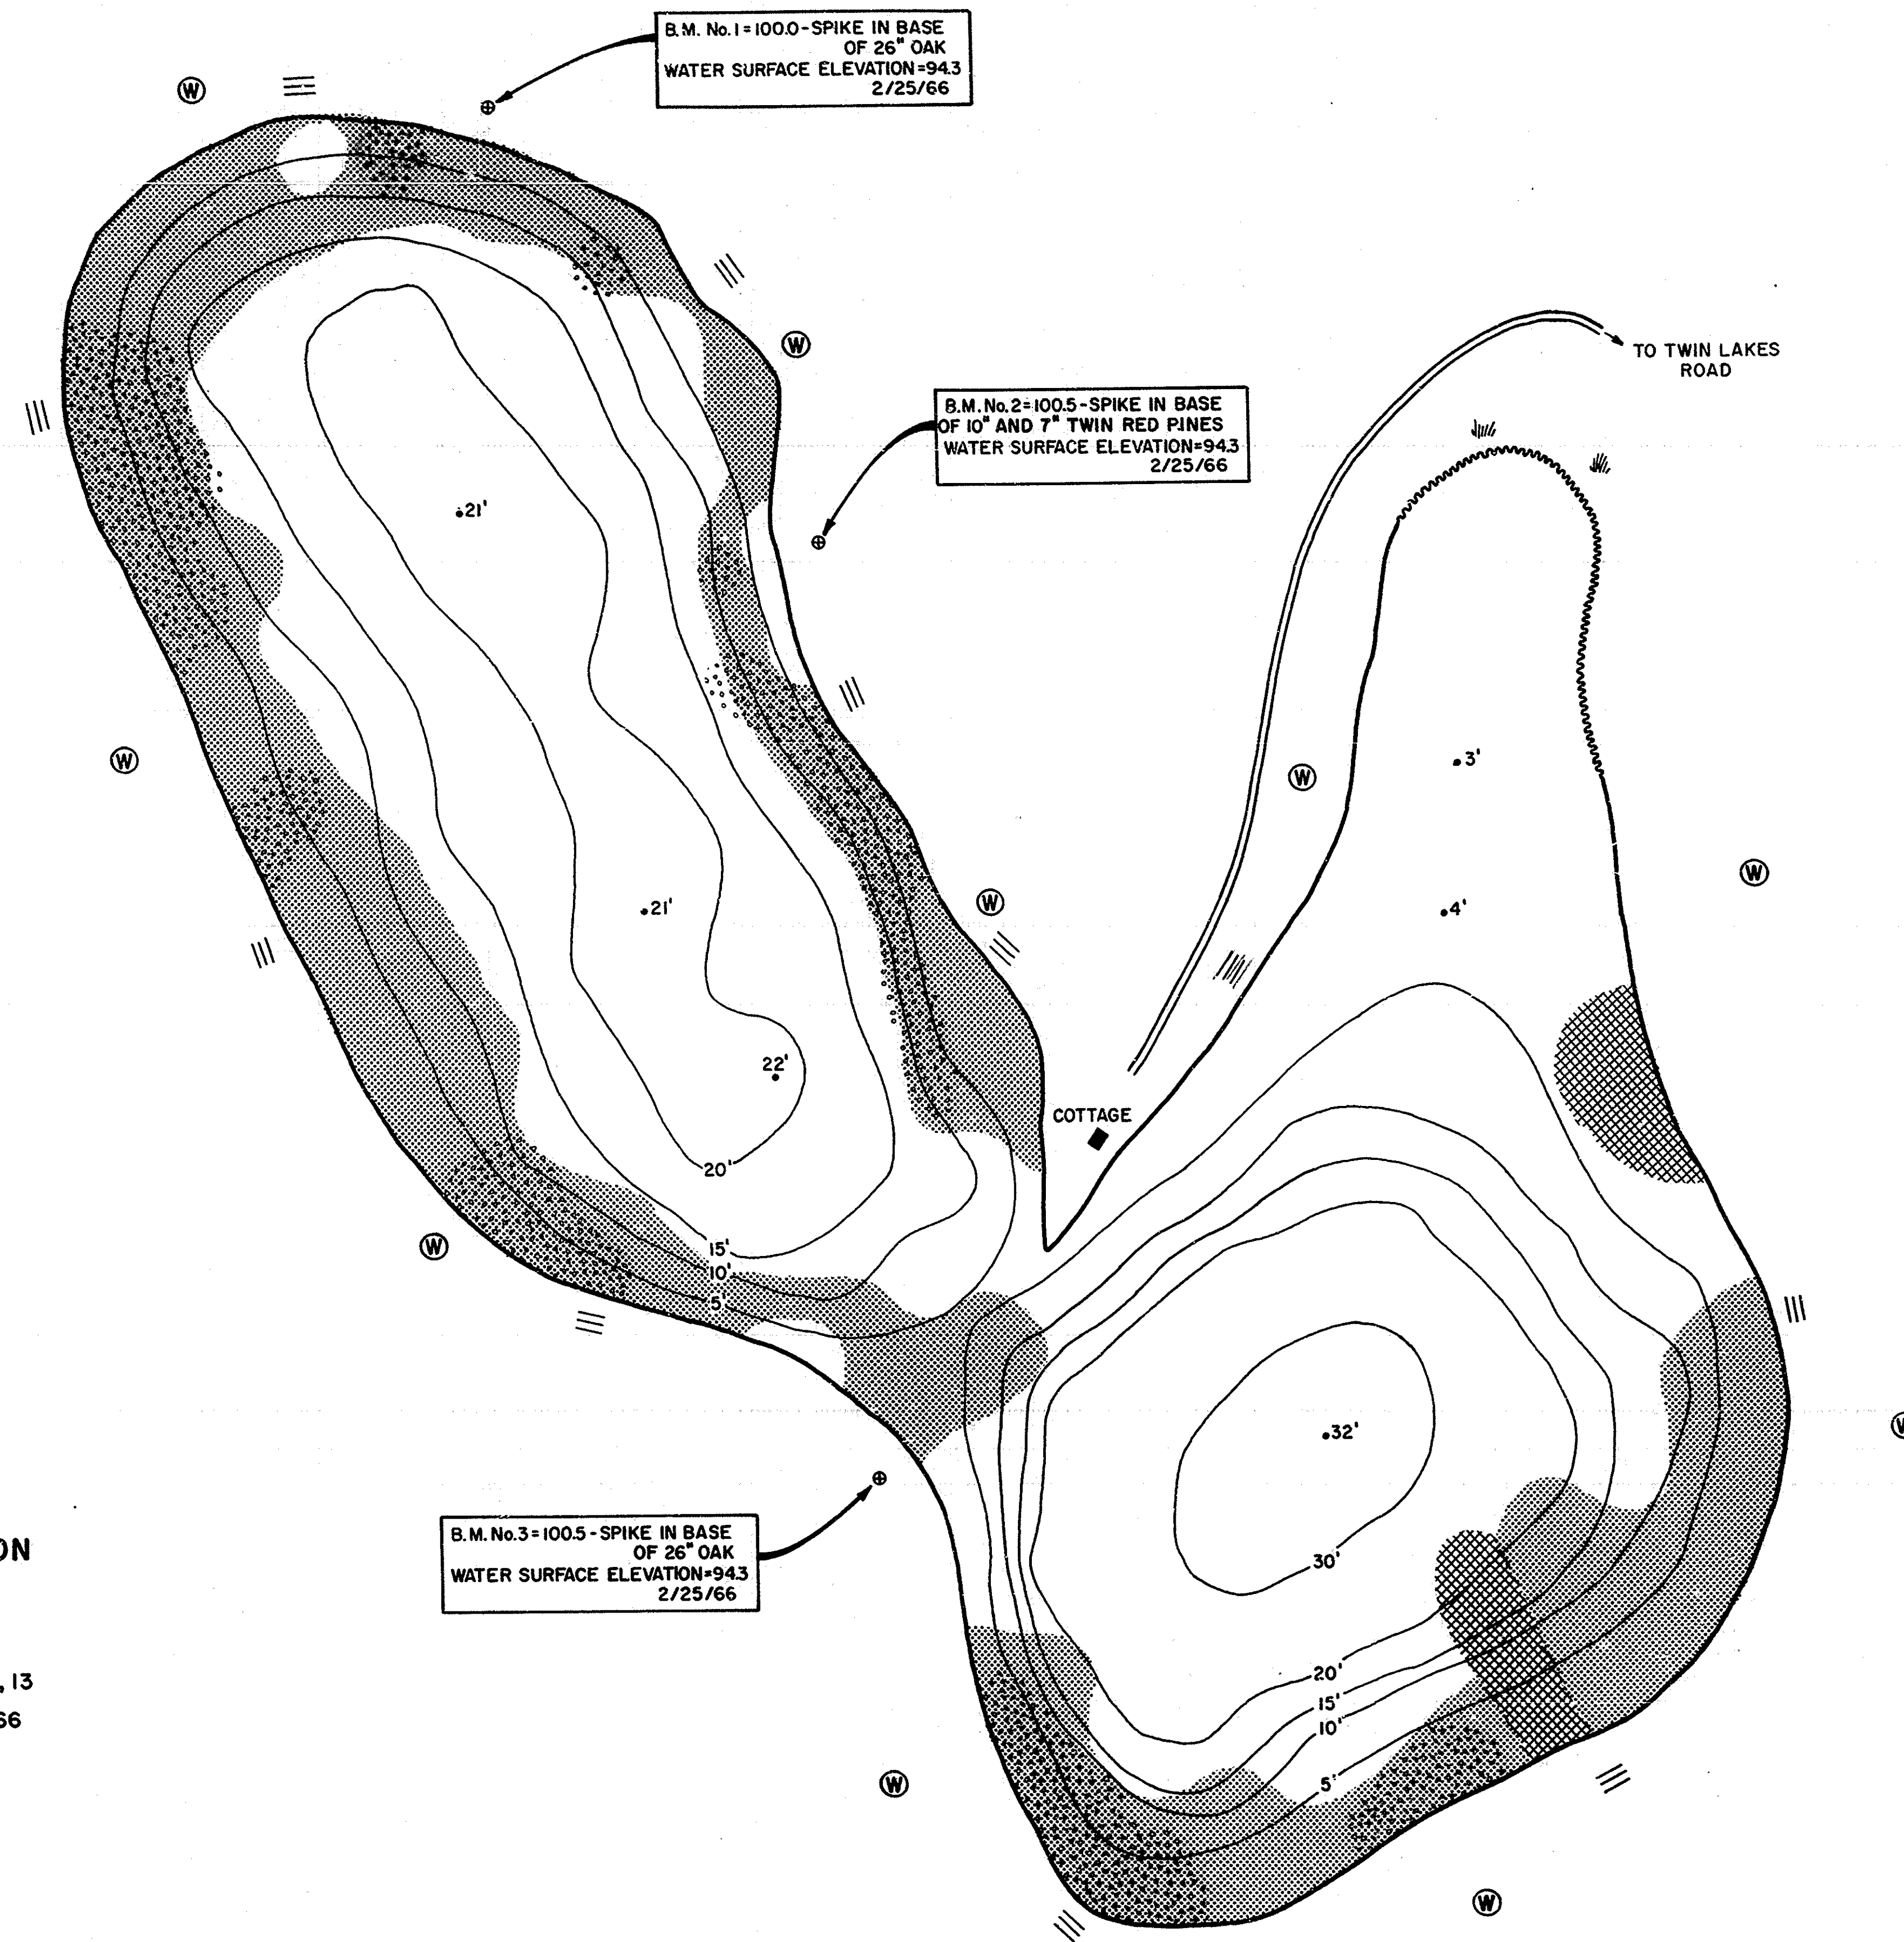 B.M. No. 1 = 100.0 - SPIKE IN BASE
OF 26" OAK
WATER SURFACE ELEVATION = 94.3
2/25/66
W
W
TO TWIN LAKES
ROAD
B.M. No. 2 = 100.5 - SPIKE IN BASE
OF 10" AND 7" TWIN RED PINES
WATER SURFACE ELEVATION = 94.3
2/25/66
21'
W
3'
W
W
4'
W
21'
22'
COTTAGE
20'
W
15'
10'
5'
32'
W
B.M. No. 3 = 100.5 - SPIKE IN BASE
OF 26" OAK
WATER SURFACE ELEVATION = 94.3
2/25/66
ON
30'
20'
, 13
15'
66
10'
5'
W
W